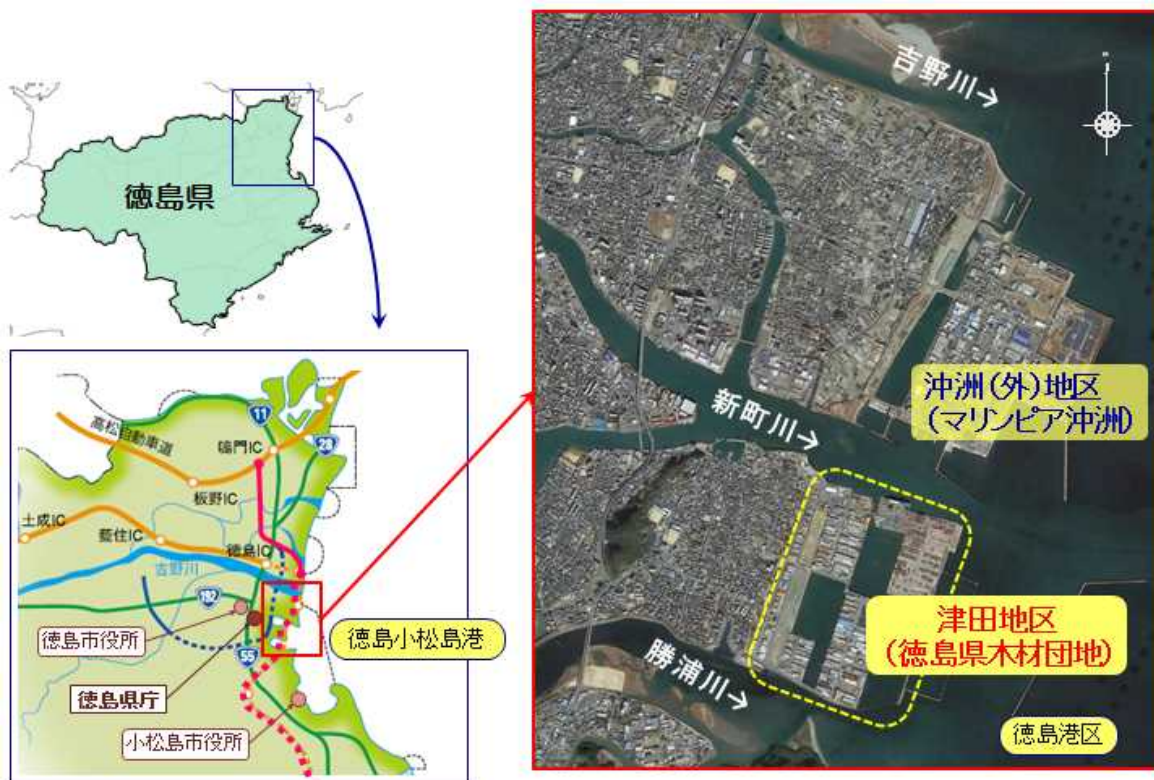 徳島県
11
28
高松自動車道
鳴門IC
板野IC
土成IC
藍住IC
徳島IC
吉野川
192
徳島市役所
55
徳島小松島港
徳島県庁
小松島市役所
吉野川→
新町川→
沖洲(外)地区
(マリンピア沖洲)
津田地区
(徳島県木材団地)
勝浦川→
徳島港区